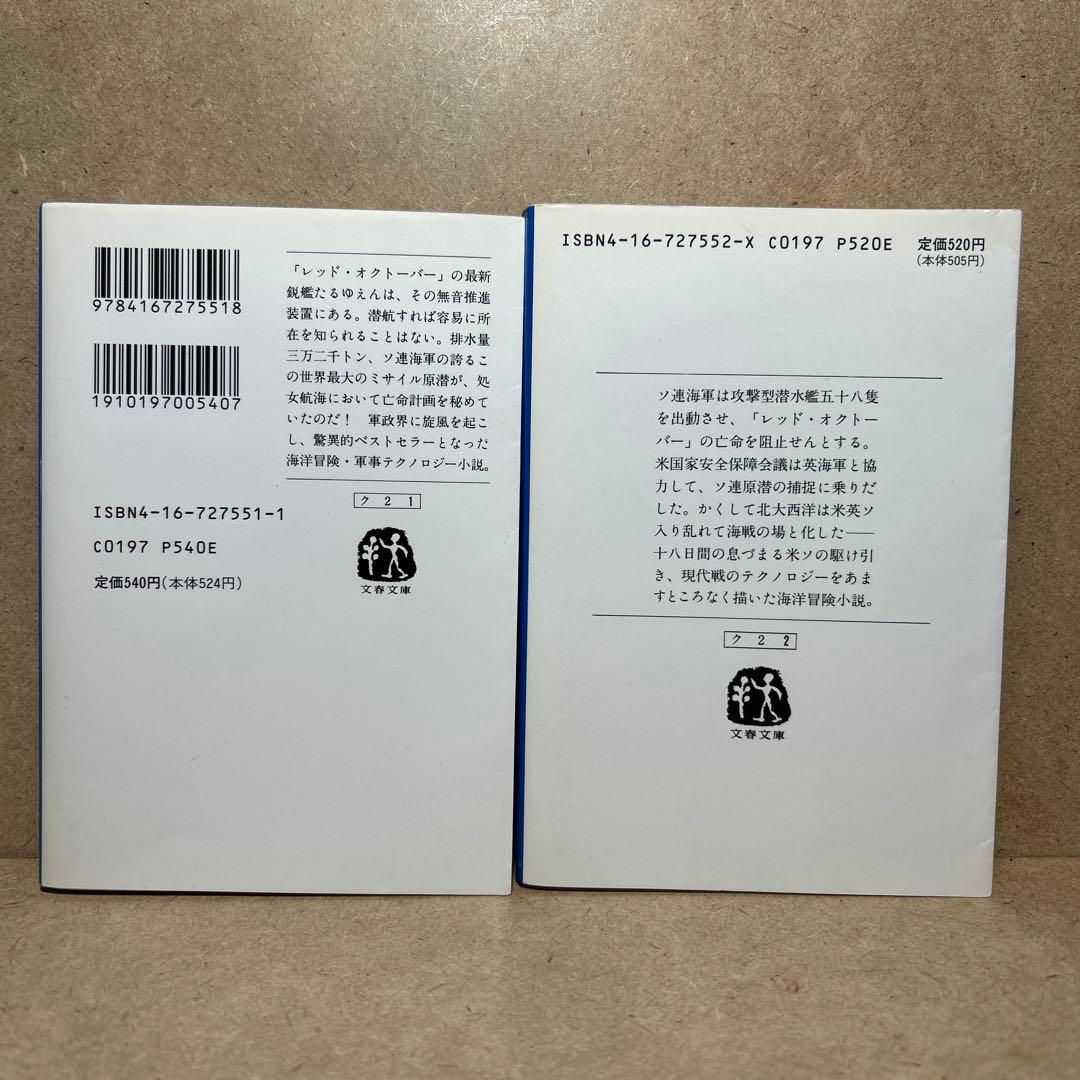 9784167275518
1910197005407
「レッド・オクトーバー」の最新
鋭艦たるゆえんは、その無音推進
装置にある。潜航すれば容易に所
在を知られることはない。排水量
三万二千トン、ソ連海軍の誇るこ
の世界最大のミサイル原潜が、処
女航海において亡命計画を秘めて
いたのだ！　軍政界に旋風を起こ
し、驚異的ベストセラーとなった
海洋冒険・軍事テクノロジー小説。
ク 2 1
文春文庫
ISBN4-16-727551-1
C0197 P540E
定価540円(本体524円)
ISBN4-16-727552-X C0197 P520E 定価520円
(本体505円)
ソ連海軍は攻撃型潜水艦五十八隻
を出動させ、「レッド・オクトー
バー」の亡命を阻止せんとする。
米国家安全保障会議は英海軍と協
力して、ソ連原潜の捕捉に乗りだ
した。かくして北大西洋は米英ソ
入り乱れて海戦の場と化した――
十八日間の息づまる米ソの駆け引
き、現代戦のテクノロジーをあま
すところなく描いた海洋冒険小説。
ク 2 2
文春文庫